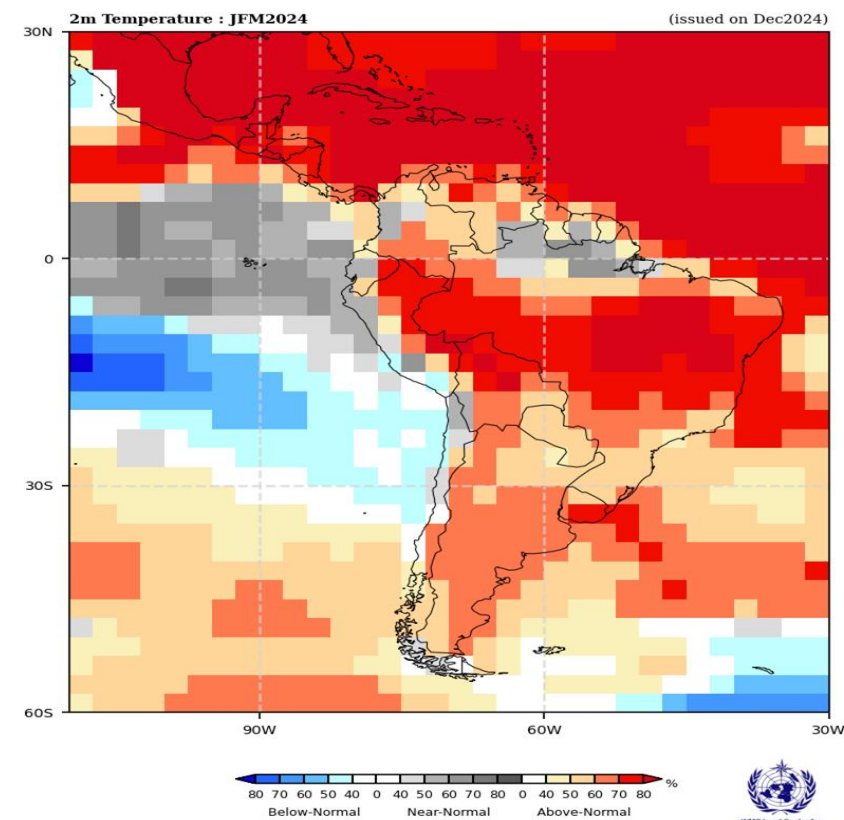 2m Temperature : JFM2024 (issued on Dec2024)
30N
0
30S
60S
90W 60W 30W
80 70 60 50 40 0 40 50 60 70 80 0 40 50 60 70 80 %
Below-Normal Near-Normal Above-Normal